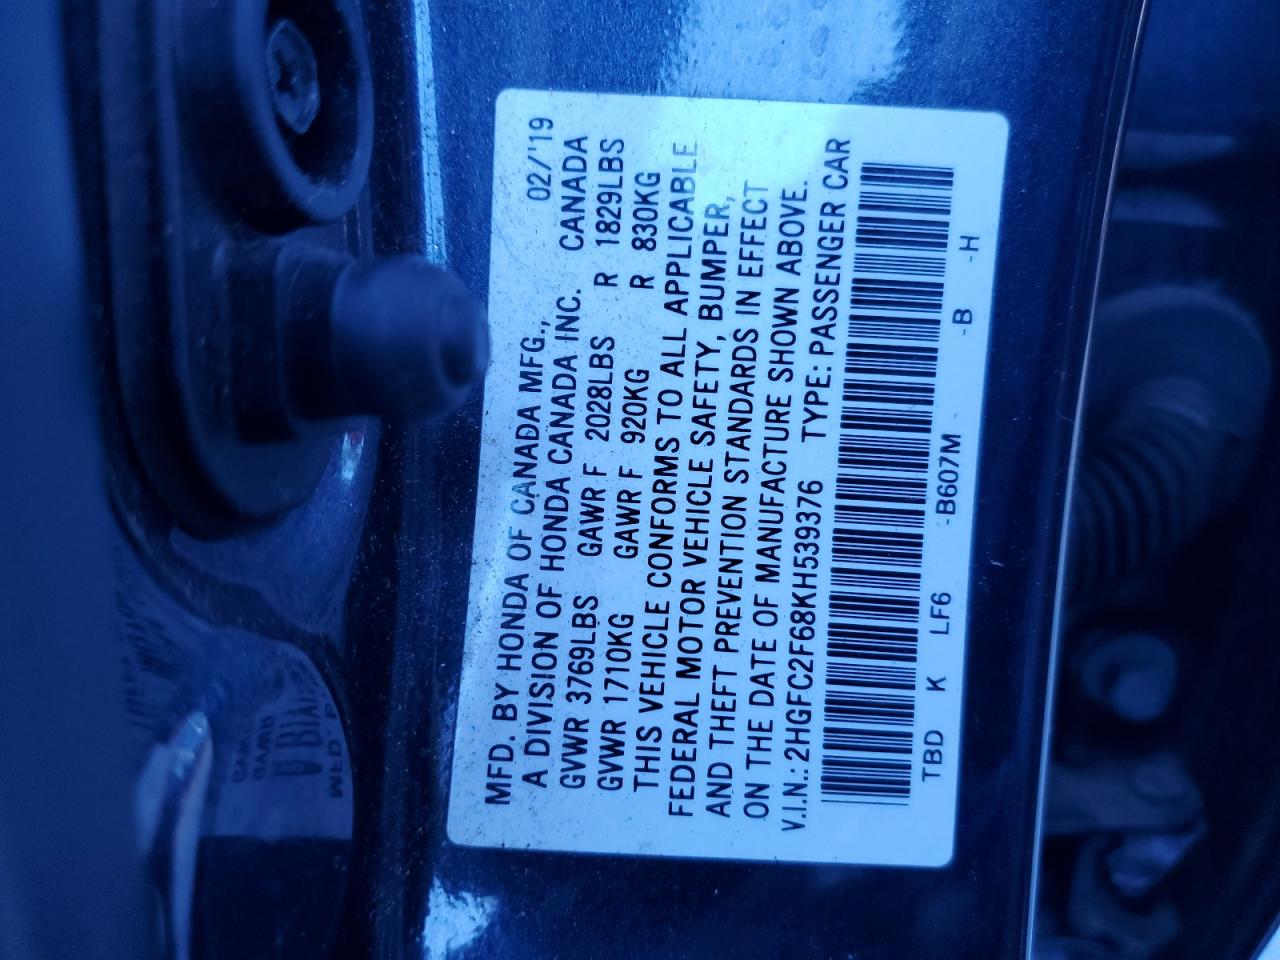 MFD. BY HONDA OF CANADA MFG., 02/'19
A DIVISION OF HONDA CANADA INC. CANADA
GVWR 3769LBS GAWR F 2028LBS R 1829LBS
GVWR 1710KG GAWR F 920KG R 830KG
THIS VEHICLE CONFORMS TO ALL APPLICABLE
FEDERAL MOTOR VEHICLE SAFETY, BUMPER,
AND THEFT PREVENTION STANDARDS IN EFFECT
ON THE DATE OF MANUFACTURE SHOWN ABOVE.
V.I.N.: 2HGFC2F68KH539376 TYPE: PASSENGER CAR
TBD K LF6 -B607M -B -H